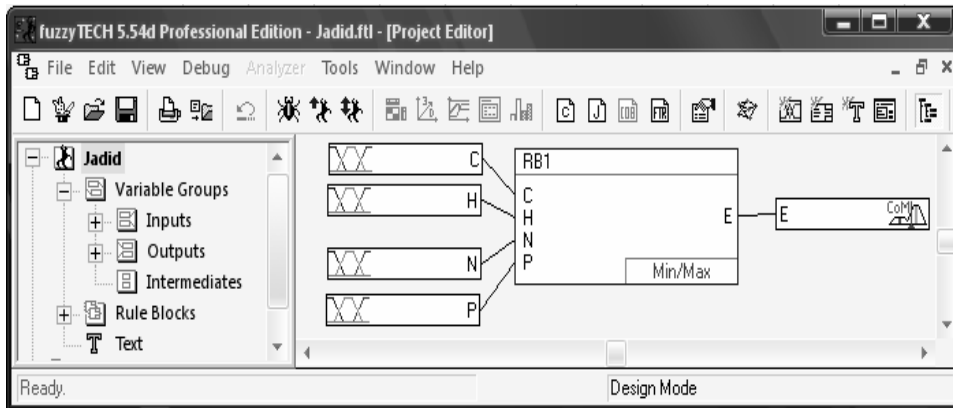 fuzzyTECH 5.54d Professional Edition - Jadid.ftl - [Project Editor]
File Edit View Debug Analyzer Tools Window Help
Jadid
Variable Groups
Inputs
Outputs
Intermediates
Rule Blocks
Text
C
H
N
P
RB1
C
H
N
P
E
Min/Max
E
CoM
Ready.
Design Mode